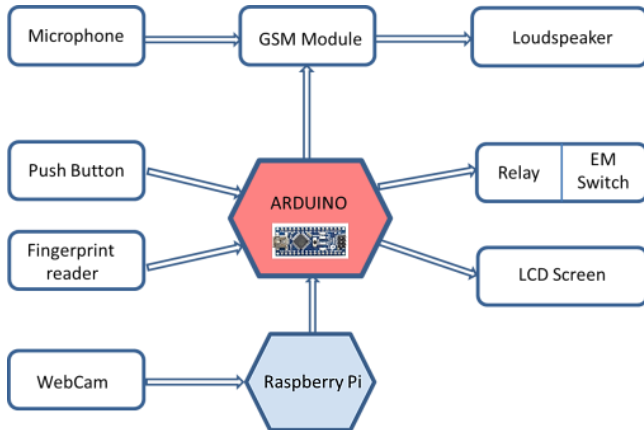 Microphone
GSM Module
Loudspeaker
Push Button
ARDUINO
Relay
EM
Switch
Fingerprint
reader
LCD Screen
WebCam
Raspberry Pi